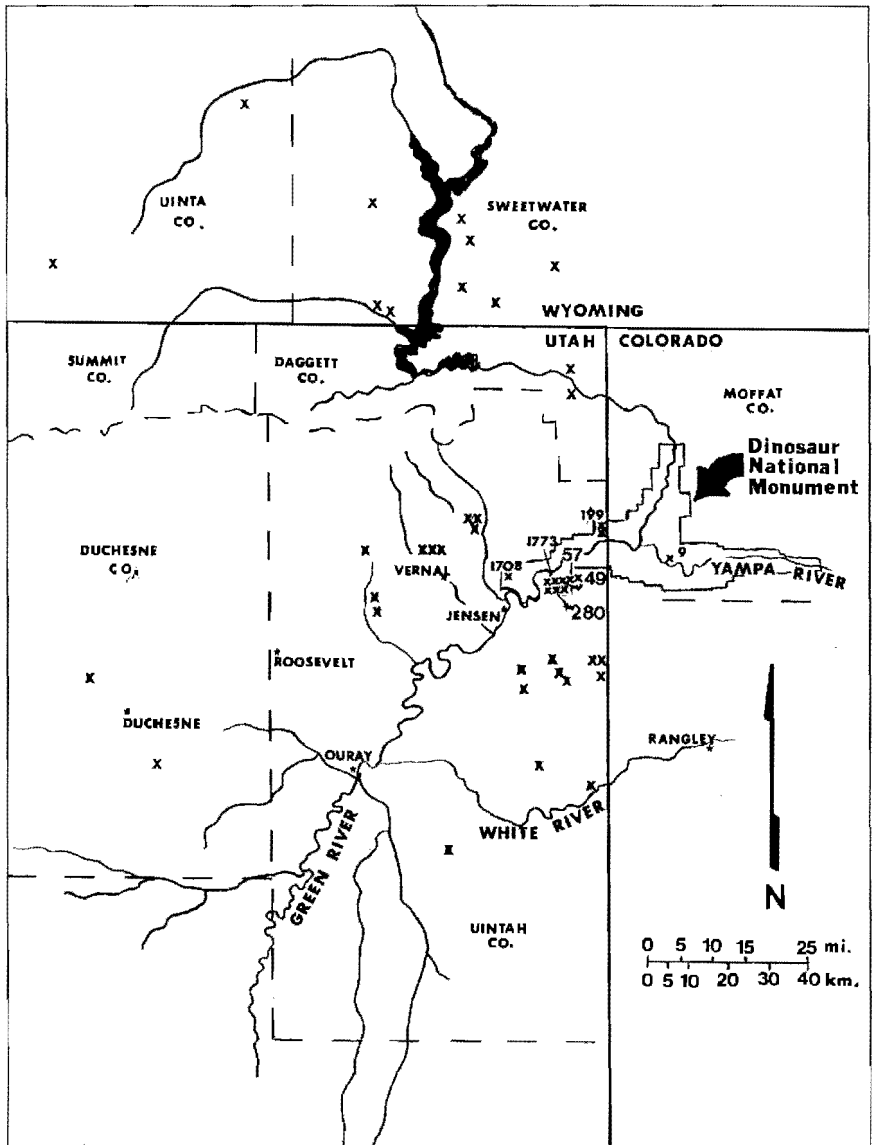 UINTA
CO.
SWEETWATER
CO.
WYOMING
UTAH
COLORADO
SUMMIT
CO.
DAGGETT
CO.
MOFFAT
CO.
Dinosaur
National
Monument
199
1773
57
9
DUCHESNE
CO.
VERNAL
1708
49
YAMPA RIVER
JENSEN
280
ROOSEVELT
DUCHESNE
RANGLEY
OURAY
WHITE RIVER
GREEN RIVER
N
UINTAH
CO.
0 5 10 15 25 mi.
0 5 10 20 30 40 km.